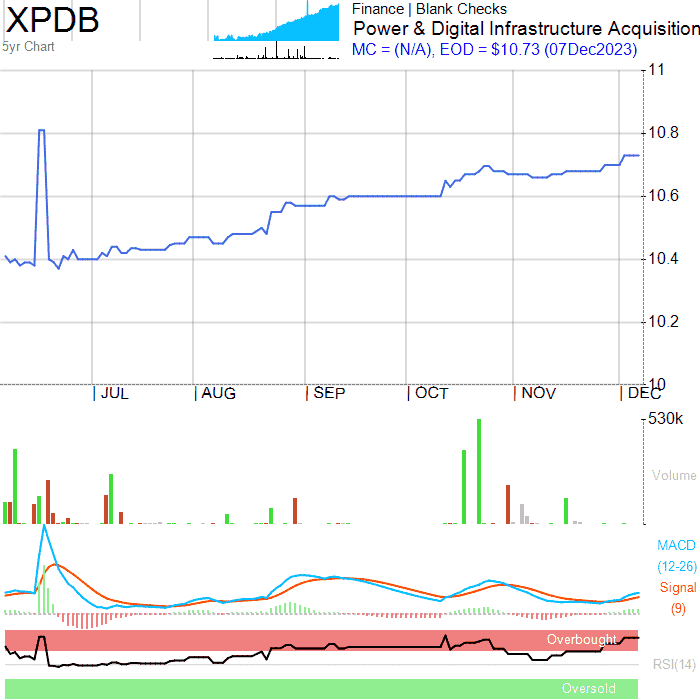 XPDB
5yr Chart
Finance | Blank Checks
Power & Digital Infrastructure Acquisition
MC = (N/A), EOD = $10.73 (07Dec2023)
11
10.8
10.6
10.4
10.2
10
JUL AUG SEP OCT NOV DEC
530k
Volume
MACD
(12-26)
Signal
(9)
Overbought
RSI(14)
Oversold